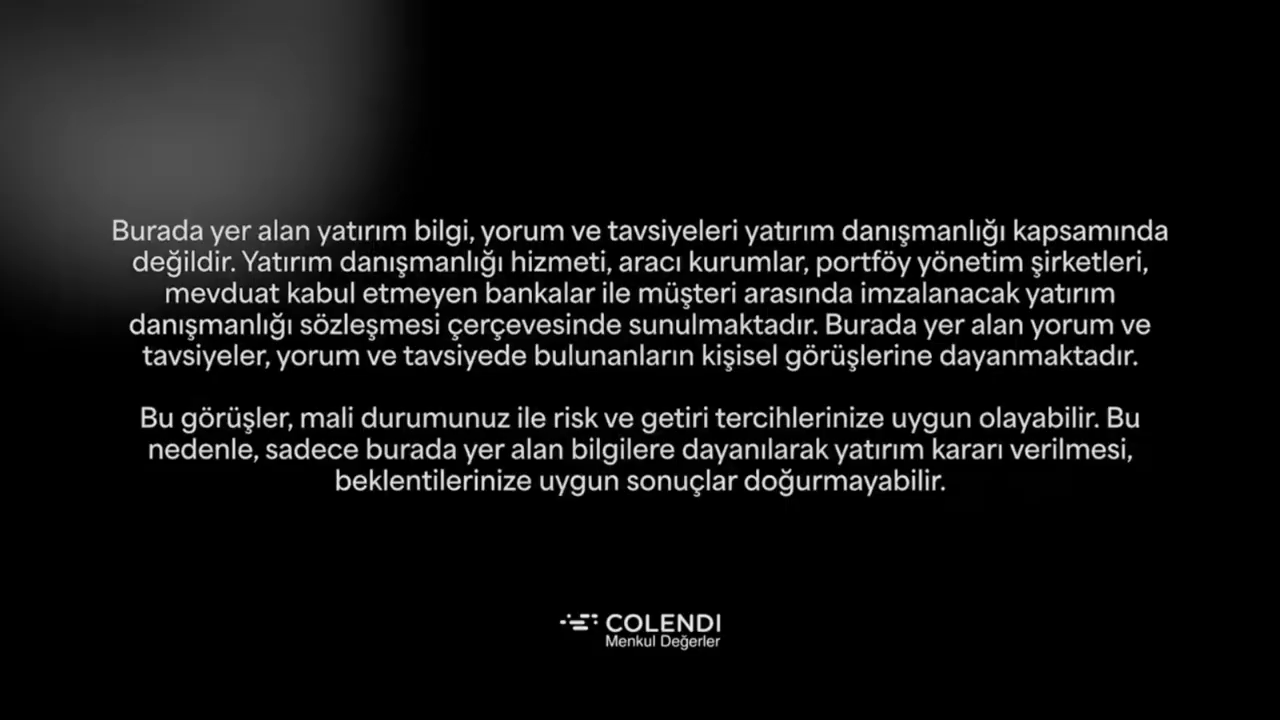 Burada yer alan yatırım bilgi, yorum ve tavsiyeleri yatırım danışmanlığı kapsamında
değildir. Yatırım danışmanlığı hizmeti, aracı kurumlar, portföy yönetim şirketleri,
mevduat kabul etmeyen bankalar ile müşteri arasında imzalanacak yatırım
danışmanlığı sözleşmesi çerçevesinde sunulmaktadır. Burada yer alan yorum ve
tavsiyeler, yorum ve tavsiyede bulunanların kişisel görüşlerine dayanmaktadır.
Bu görüşler, mali durumunuz ile risk ve getiri tercihlerinize uygun olayabilir. Bu
nedenle, sadece burada yer alan bilgilere dayanılarak yatırım kararı verilmesi,
beklentilerinize uygun sonuçlar doğurmayabilir.
COLENDI
Menkul Değerler